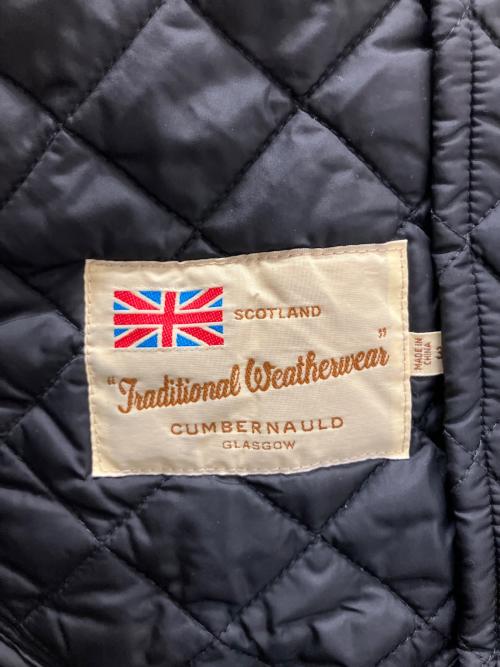 SCOTLAND
"Traditional Weatherwear"
CUMBERNAULD
GLASGOW
MADE IN
CHINA